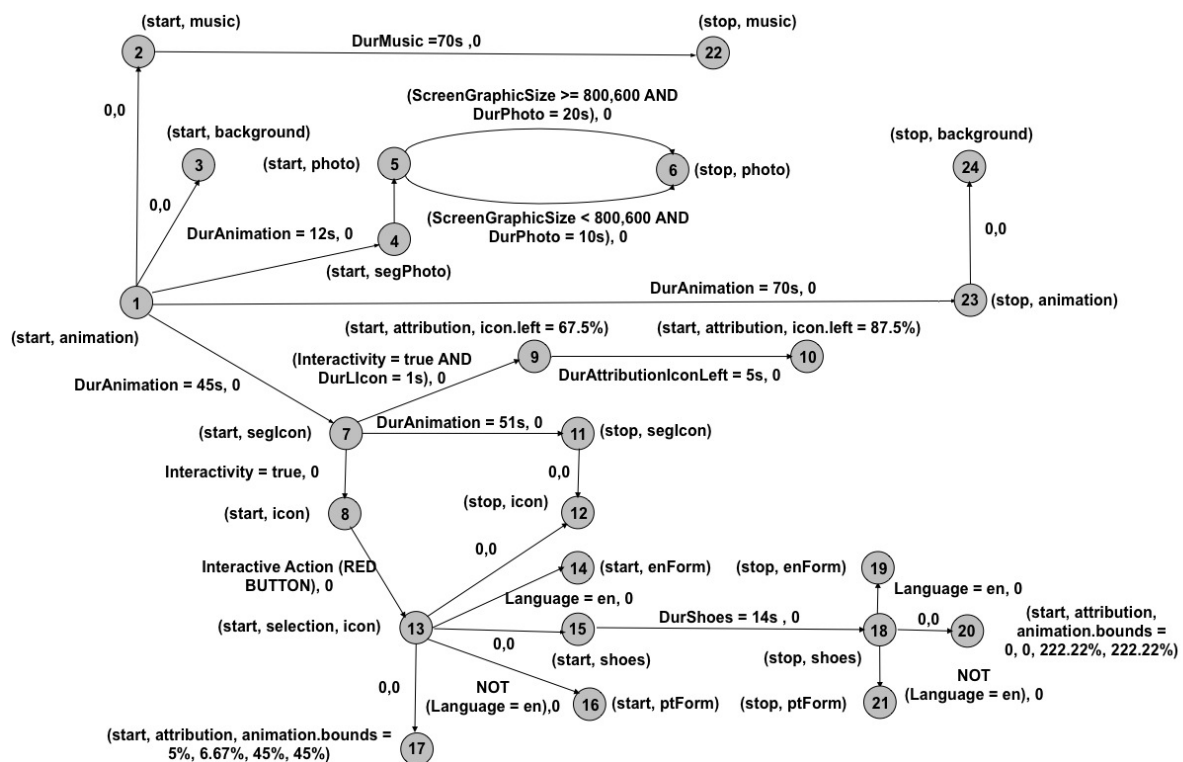 (start, music)
(stop, music)
2
DurMusic =70s ,0
22
0,0
(ScreenGraphicSize >= 800,600 AND
DurPhoto = 20s), 0
(start, background)
(stop, background)
3
(start, photo)
5
6
(stop, photo)
24
0,0
(ScreenGraphicSize < 800,600 AND
DurPhoto = 10s), 0
DurAnimation = 12s, 0
4
0,0
(start, segPhoto)
DurAnimation = 70s, 0
1
23
(stop, animation)
(start, animation)
(start, attribution, icon.left = 67.5%)
(start, attribution, icon.left = 87.5%)
(Interactivity = true AND
DurLIcon = 1s), 0
9
10
DurAnimation = 45s, 0
DurAttributionIconLeft = 5s, 0
DurAnimation = 51s, 0
(start, segIcon)
7
11
(stop, segIcon)
Interactivity = true, 0
0,0
(stop, icon)
(start, icon)
8
12
0,0
Interactive Action (RED
BUTTON), 0
14
(start, enForm)
(stop, enForm)
19
Language = en, 0
Language = en, 0
(start, selection, icon)
13
0,0
15
DurShoes = 14s , 0
18
0,0
20
(start, attribution,
animation.bounds =
0, 0, 222.22%, 222.22%)
(start, shoes)
(stop, shoes)
0,0
NOT
(Language = en),0
16
(start, ptForm)
(stop, ptForm)
21
NOT
(Language = en), 0
(start, attribution, animation.bounds =
5%, 6.67%, 45%, 45%)
17